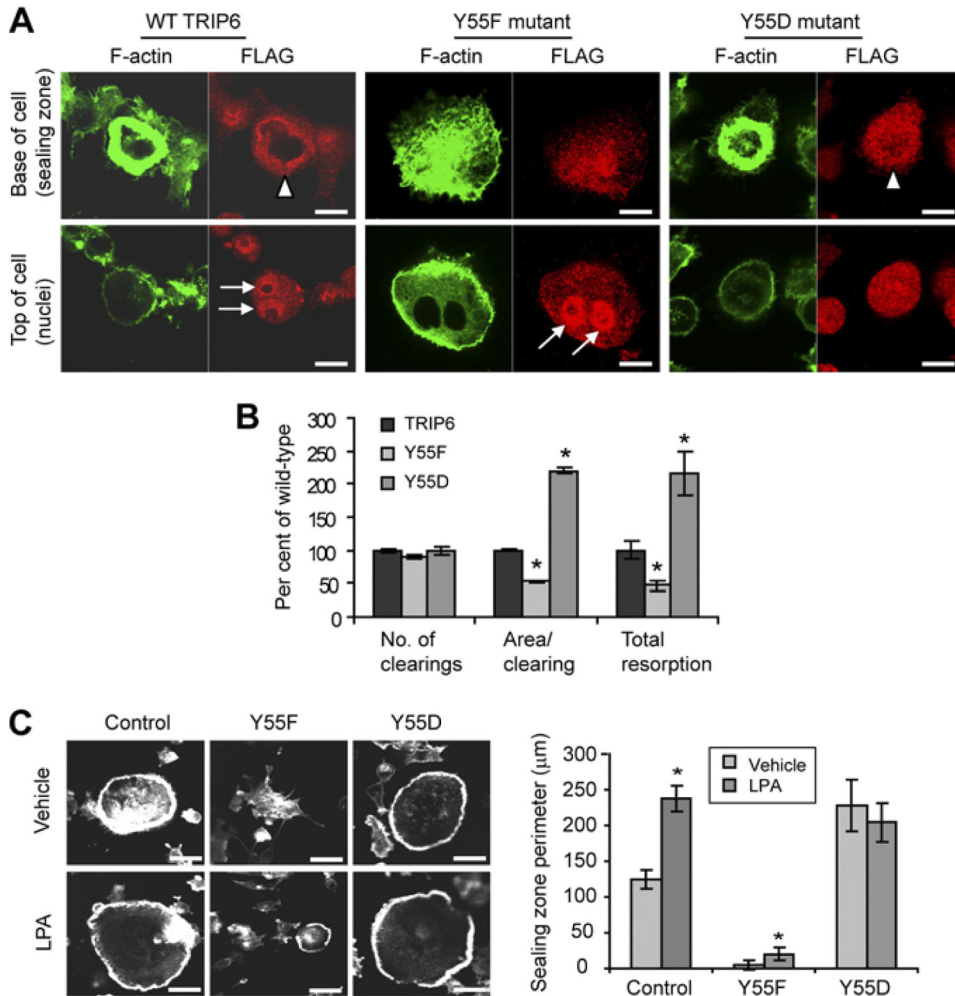 A
WT TRIP6
Y55F mutant
Y55D mutant
F-actin
FLAG
F-actin
FLAG
F-actin
FLAG
Base of cell
(sealing zone)
Top of cell
(nuclei)
B
Per cent of wild-type
300
250
200
150
100
50
0
TRIP6
Y55F
Y55D
*
*
*
*
No. of
clearings
Area/
clearing
Total
resorption
C
Control
Y55F
Y55D
Vehicle
LPA
Sealing zone perimeter (μm)
300
250
200
150
100
50
0
Vehicle
LPA
*
*
Control
Y55F
Y55D